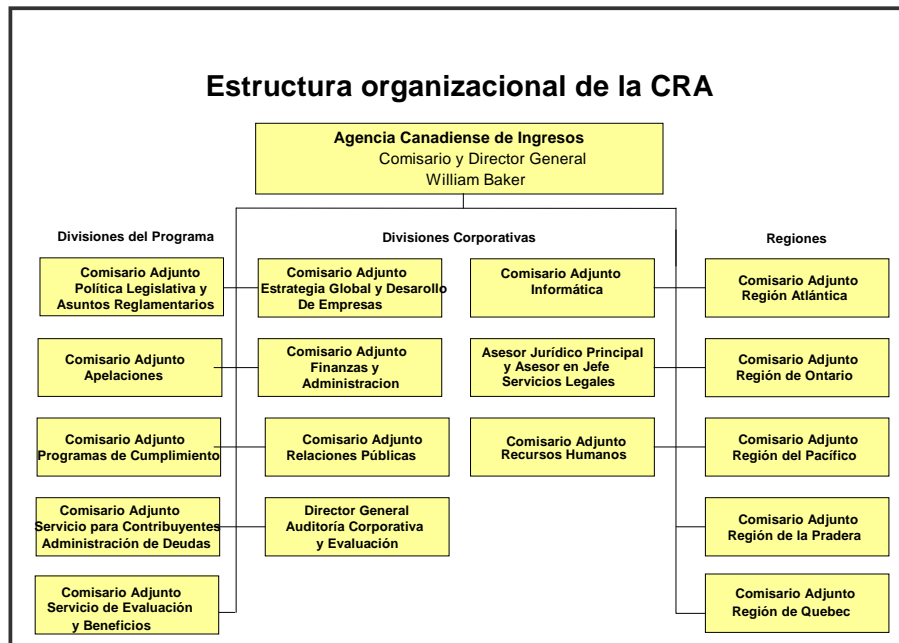 Estructura organizacional de la CRA
Agencia Canadiense de Ingresos
Comisario y Director General
William Baker
Divisiones del Programa
Divisiones Corporativas
Regiones
Comisario Adjunto
Política Legislativa y
Asuntos Reglamentarios
Comisario Adjunto
Estrategia Global y Desarollo
De Empresas
Comisario Adjunto
Informática
Comisario Adjunto
Región Atlántica
Comisario Adjunto
Apelaciones
Comisario Adjunto
Finanzas y
Administracion
Asesor Jurídico Principal
y Asesor en Jefe
Servicios Legales
Comisario Adjunto
Región de Ontario
Comisario Adjunto
Programas de Cumplimiento
Comisario Adjunto
Relaciones Públicas
Comisario Adjunto
Recursos Humanos
Comisario Adjunto
Región del Pacífico
Comisario Adjunto
Servicio para Contribuyentes
Administración de Deudas
Director General
Auditoría Corporativa
y Evaluación
Comisario Adjunto
Región de la Pradera
Comisario Adjunto
Servicio de Evaluación
y Beneficios
Comisario Adjunto
Región de Quebec